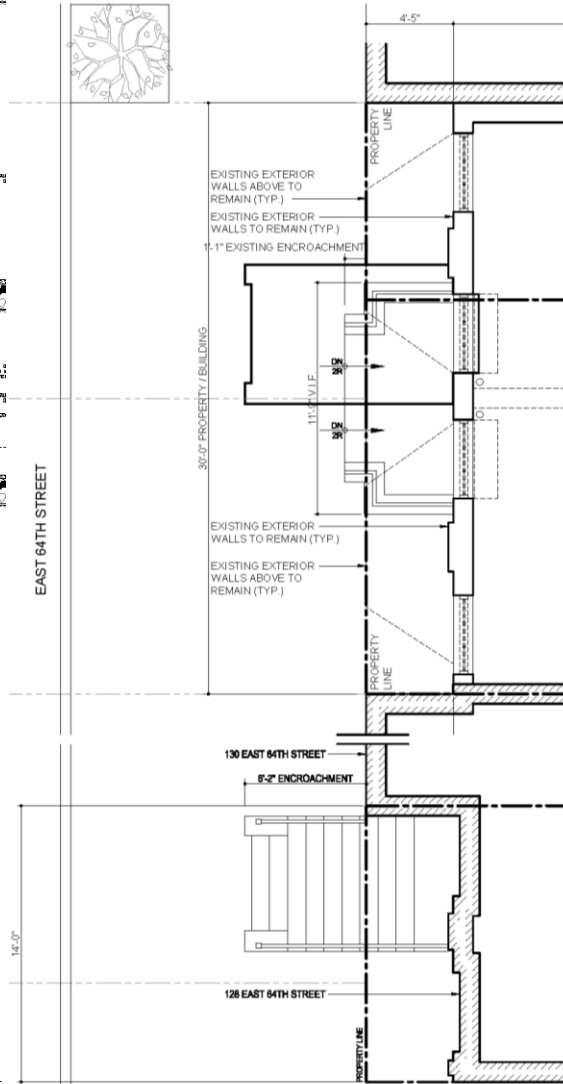 4'-5"
PROPERTY
LINE
EXISTING EXTERIOR
WALLS ABOVE TO
REMAIN (TYP.)
EXISTING EXTERIOR
WALLS TO REMAIN (TYP.)
1'-1" EXISTING ENCROACHMENT
30'-0" PROPERTY / BUILDING
DN
2R
V.I.F.
DN
2R
EAST 64TH STREET
EXISTING EXTERIOR
WALLS TO REMAIN (TYP.)
EXISTING EXTERIOR
WALLS ABOVE TO
REMAIN (TYP.)
PROPERTY
LINE
130 EAST 64TH STREET
6'-2" ENCROACHMENT
14'-0"
128 EAST 64TH STREET
PROPERTY LINE